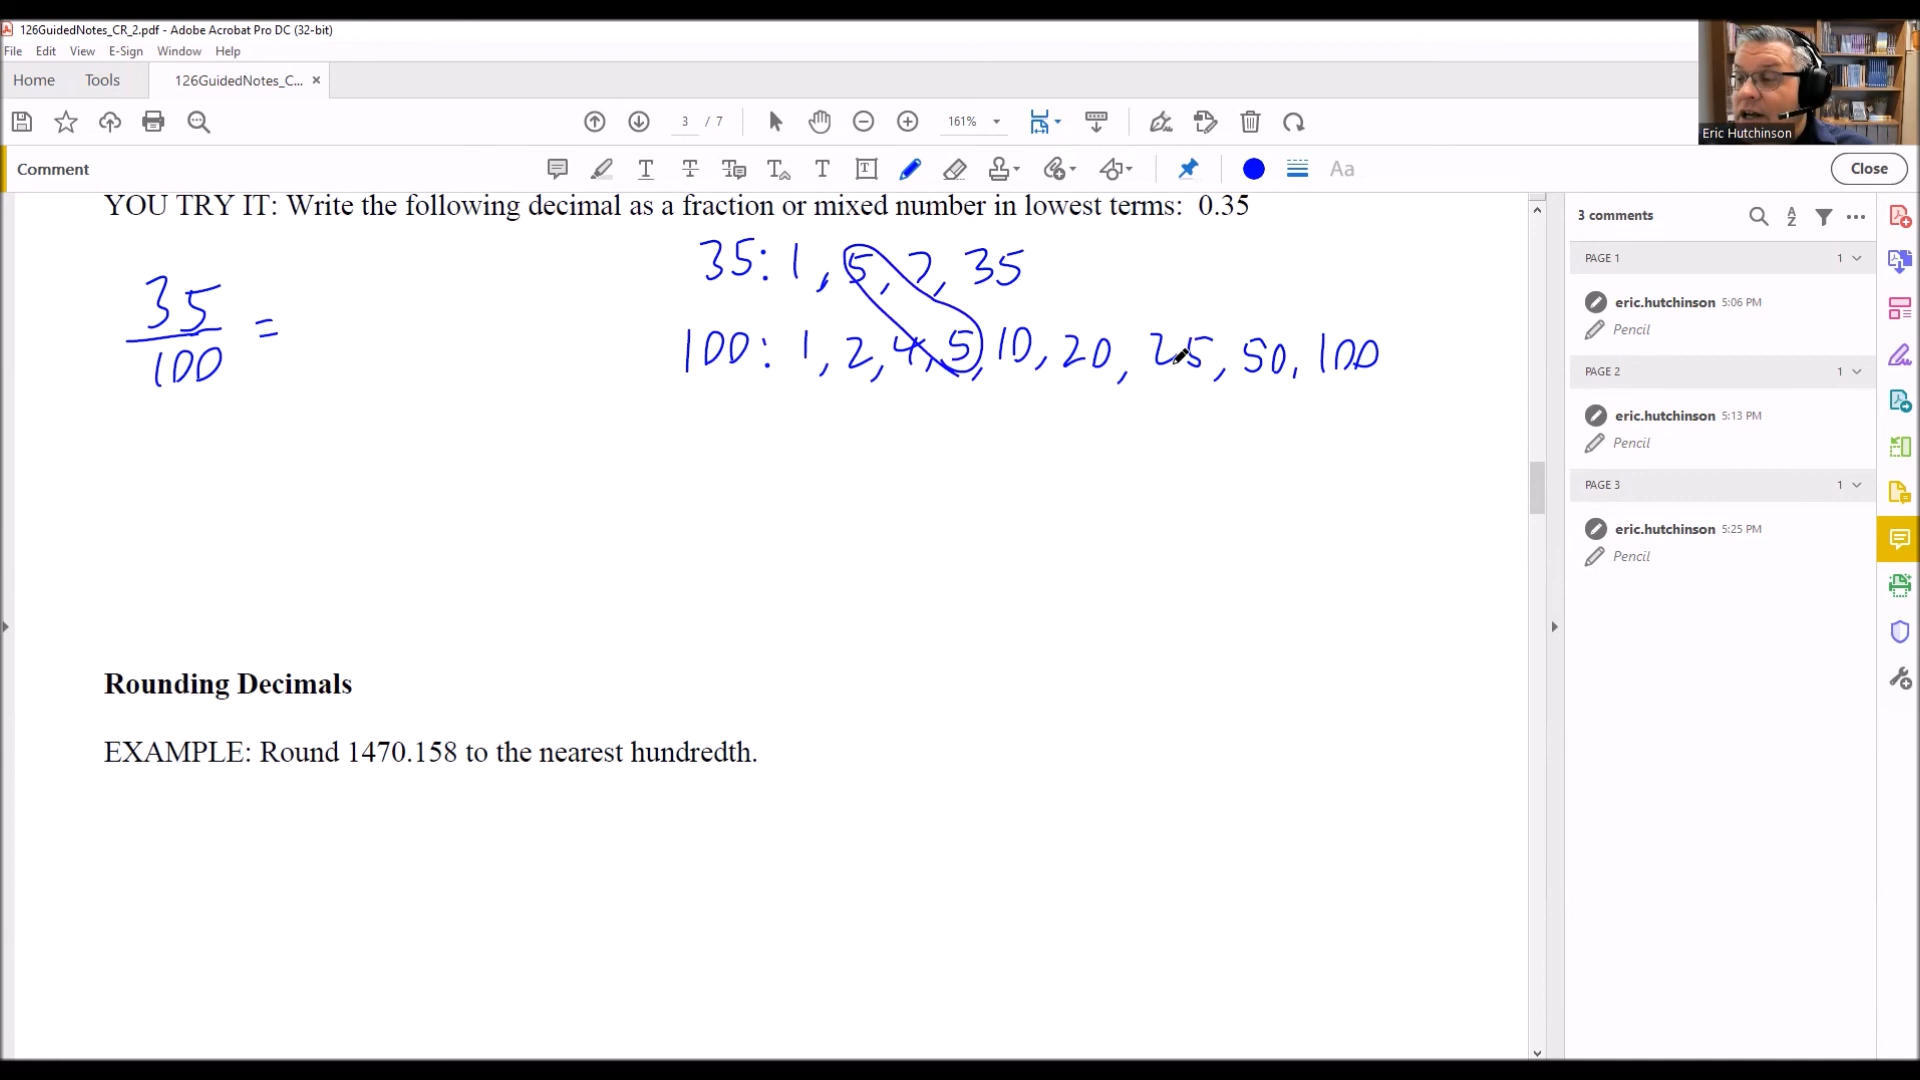 126GuidedNotes_CR_2.pdf - Adobe Acrobat Pro DC (32-bit)
File Edit View E-Sign Window Help
Home Tools 126GuidedNotes_C... ×
3 / 7 161%
Comment Aa Close
Eric Hutchinson
YOU TRY IT: Write the following decimal as a fraction or mixed number in lowest terms: 0.35
35: 1, 5, 7, 35
35/100 =
100: 1, 2, 4, 5, 10, 20, 25, 50, 100
Rounding Decimals
EXAMPLE: Round 1470.158 to the nearest hundredth.
3 comments
PAGE 1 1
eric.hutchinson 5:06 PM
Pencil
PAGE 2 1
eric.hutchinson 5:13 PM
Pencil
PAGE 3 1
eric.hutchinson 5:25 PM
Pencil